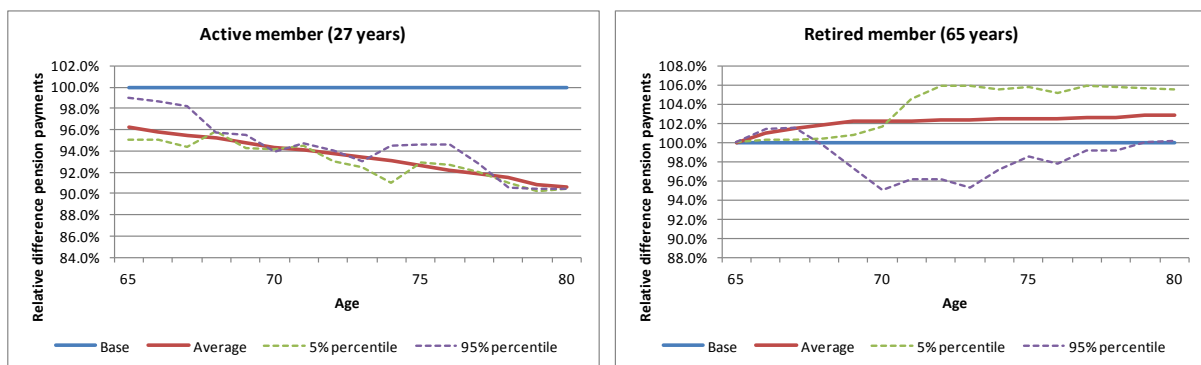 Active member (27 years)
Relative difference pension payments
102.0%
100.0%
98.0%
96.0%
94.0%
92.0%
90.0%
88.0%
86.0%
84.0%
65 70 75 80
Age
Base Average 5% percentile 95% percentile
Retired member (65 years)
Relative difference pension payments
108.0%
106.0%
104.0%
102.0%
100.0%
98.0%
96.0%
94.0%
92.0%
90.0%
88.0%
65 70 75 80
Age
Base Average 5% percentile 95% percentile